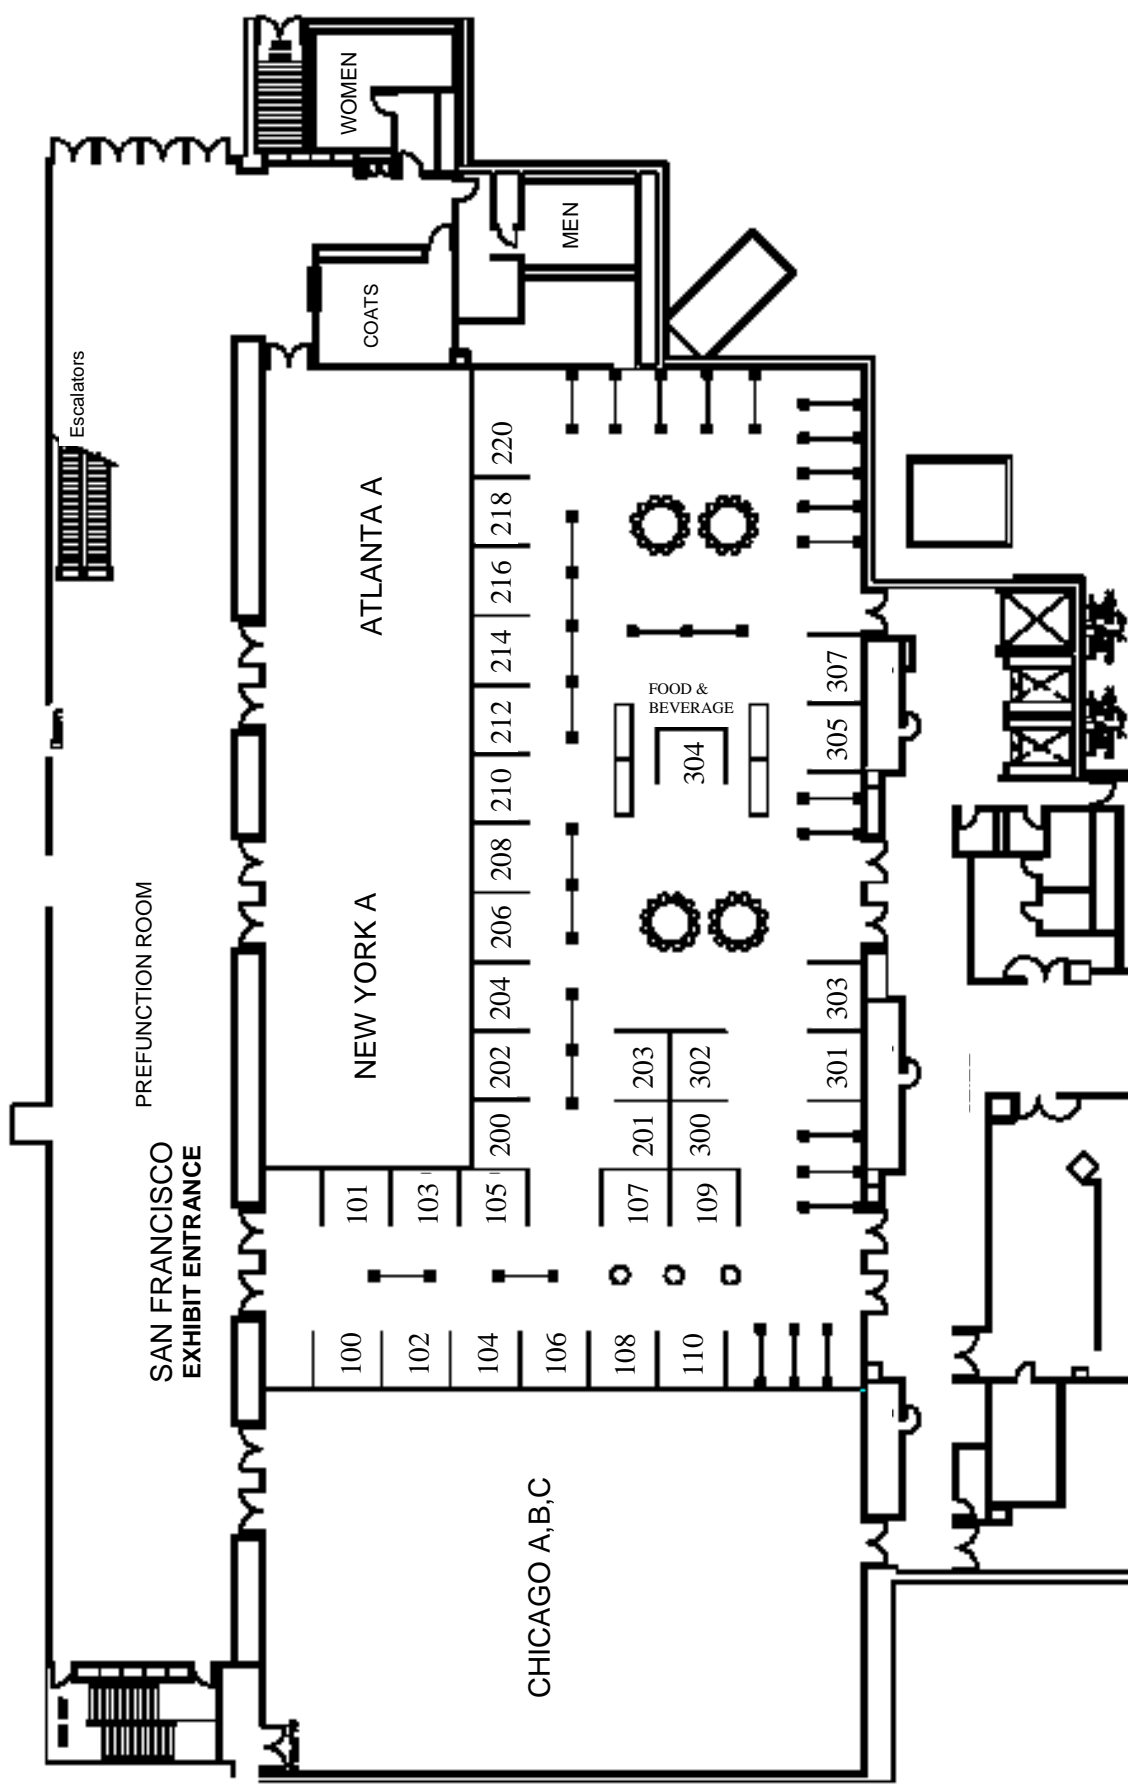 WOMEN
MEN
COATS
Escalators
ATLANTA A
NEW YORK A
PREFUNCTION ROOM
SAN FRANCISCO
EXHIBIT ENTRANCE
CHICAGO A,B,C
FOOD &
BEVERAGE
220
218
216
214
212
210
208
206
204
202
200
304
307
305
303
301
203
302
201
300
101
103
105
107
109
100
102
104
106
108
110